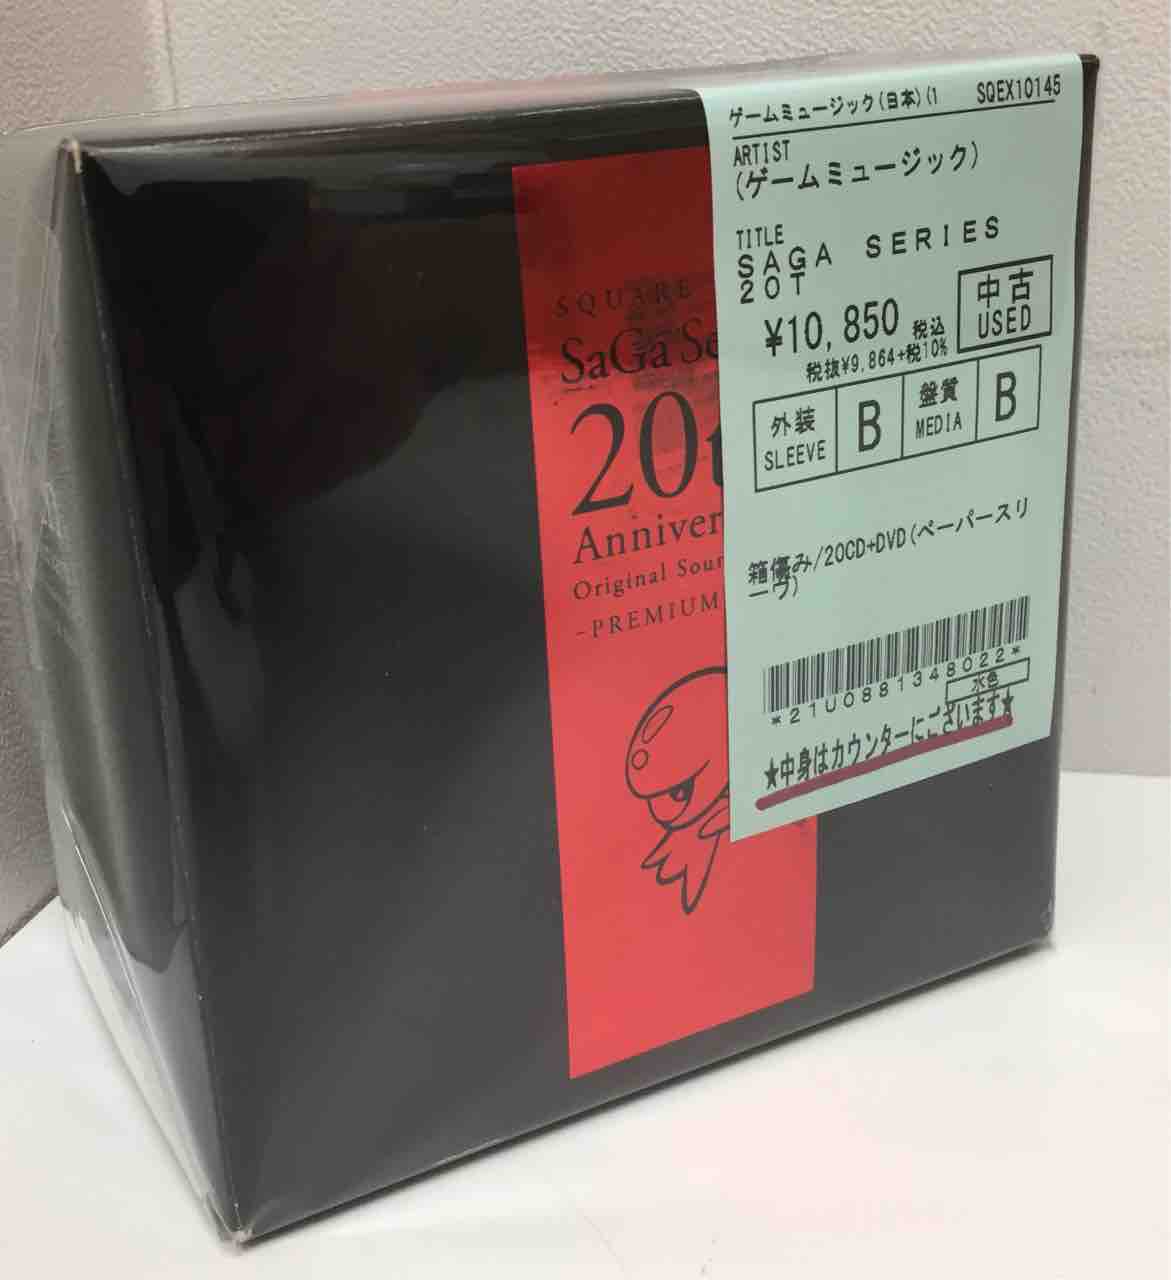 SQUARE
SaGa Se
20t
Anniver
Original Sour
-PREMIUM
ゲームミュージック(日本)(1 SQEX10145
ARTIST
(ゲームミュージック)
TITLE
SAGA SERIES
20T
¥10,850 税込
税抜¥9,864+税10%
中古
USED
外装
SLEEVE
B
盤質
MEDIA
B
箱傷み/20CD+DVD(ペーパースリ
ーヴ)
*21U0881348022*
水色
★中身はカウンターにございます★